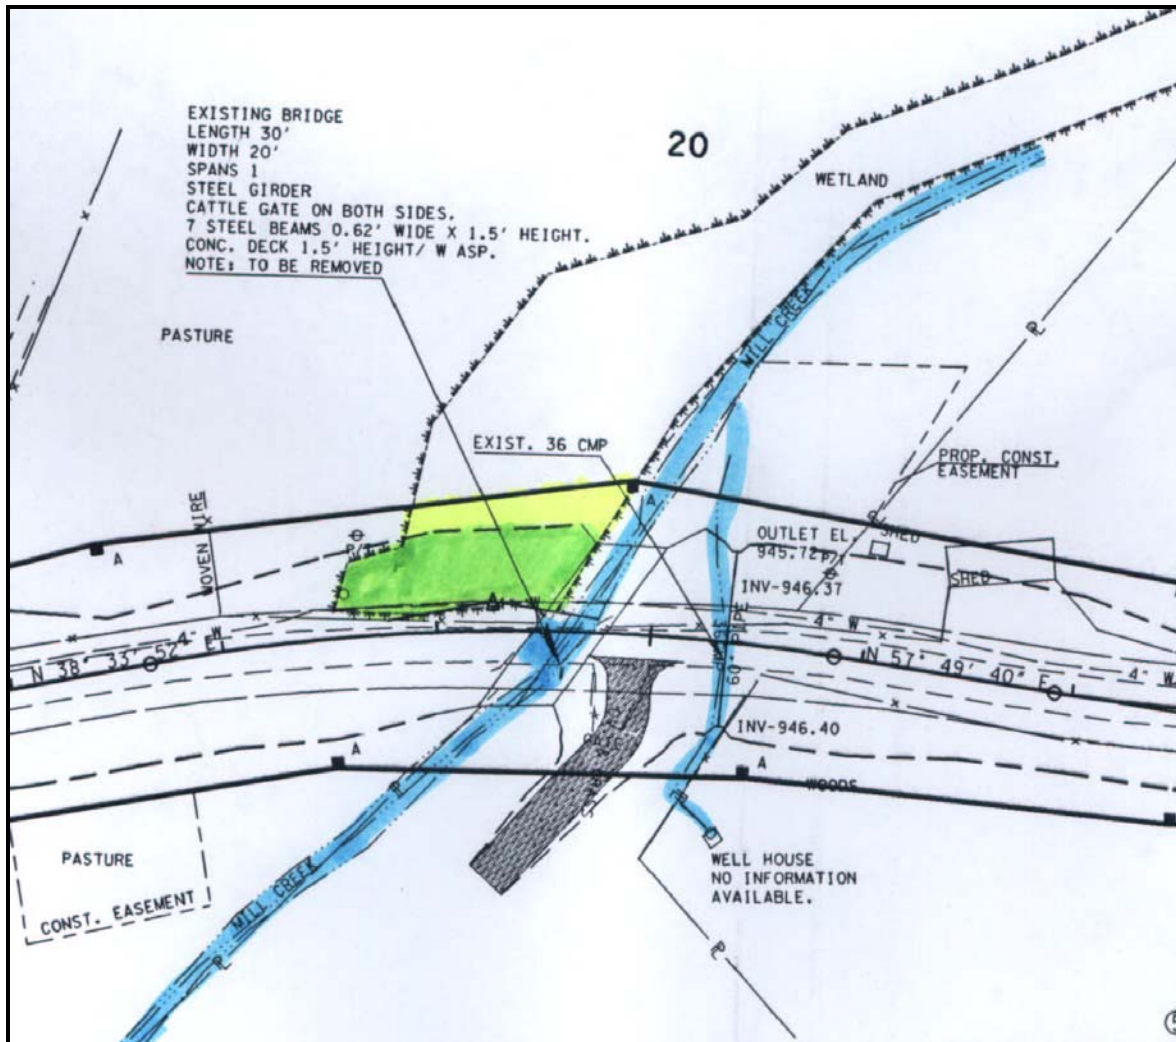 EXISTING BRIDGE
LENGTH 30'
WIDTH 20'
SPANS 1
STEEL GIRDER
CATTLE GATE ON BOTH SIDES.
7 STEEL BEAMS 0.62' WIDE X 1.5' HEIGHT.
CONC. DECK 1.5' HEIGHT/ W ASP.
NOTE: TO BE REMOVED
20
WETLAND
PASTURE
MILL CREEK
EXIST. 36 CMP
PROP. CONST.
EASEMENT
WOVEN WIRE
A
A
A
OUTLET EL.
945.72
SHED
SHED
INV-946.37
4" W
N 38° 33' 52" E
4" W
N 57° 49' 40" E
4" W
60' PIPE
INV-946.40
A
A
WOODS
PASTURE
CONST. EASEMENT
MILL CREEK
WELL HOUSE
NO INFORMATION
AVAILABLE.